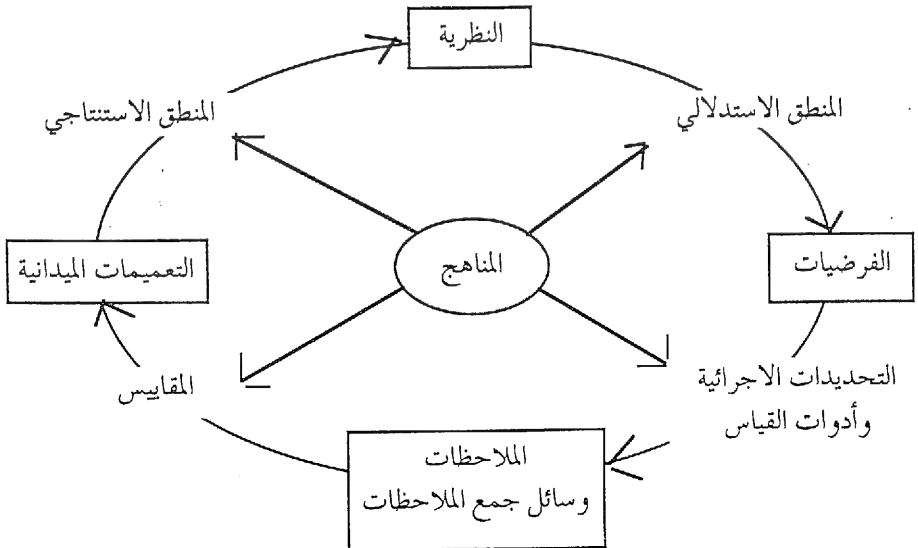 النظرية
المنطق الاستدلالي
المنطق الاستنتاجي
الفرضيات
المناهج
التعميمات الميدانية
التحديدات الاجرائية
وأدوات القياس
المقاييس
الملاحظات
وسائل جمع الملاحظات